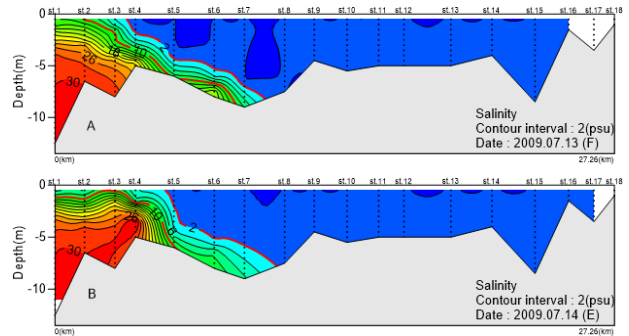 st.1 st.2 st.3 st.4 st.5 st.6 st.7 st.8 st.9 st.10 st.11 st.12 st.13 st.14 st.15 st.16 st.17 st.18
0
-5
-10
Depth(m)
26
18
10
2
30
A
Salinity
Contour interval : 2(psu)
Date : 2009.07.13 (F)
0(km)
27.26(km)
st.1 st.2 st.3 st.4 st.5 st.6 st.7 st.8 st.9 st.10 st.11 st.12 st.13 st.14 st.15 st.16 st.17 st.18
0
-5
-10
Depth(m)
26
10
6
2
30
B
Salinity
Contour interval : 2(psu)
Date : 2009.07.14 (E)
0(km)
27.26(km)